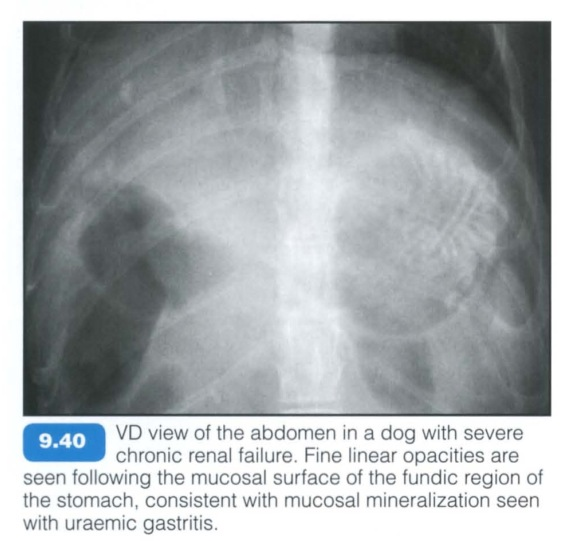 9.40 VD view of the abdomen in a dog with severe
chronic renal failure. Fine linear opacities are
seen following the mucosal surface of the fundic region of
the stomach, consistent with mucosal mineralization seen
with uraemic gastritis.